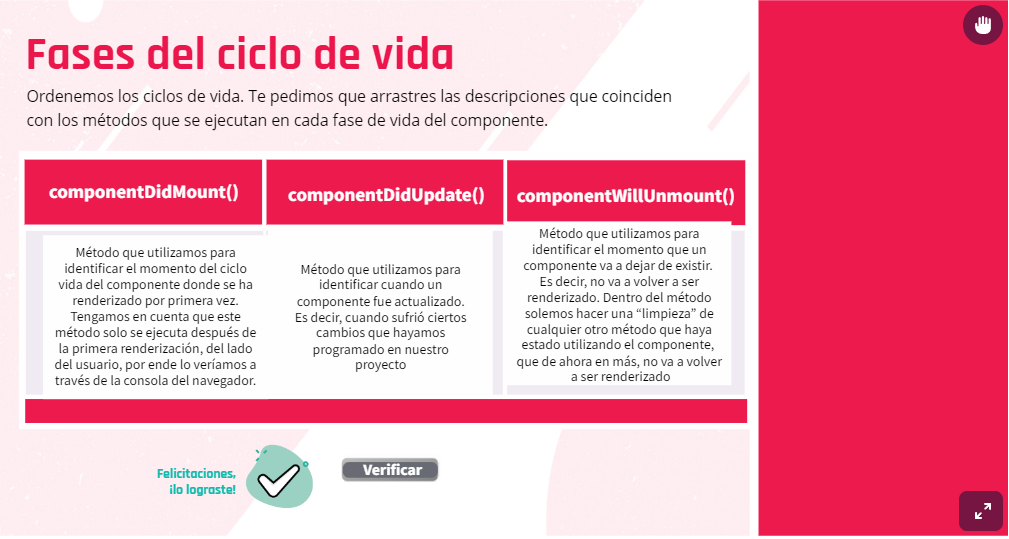 Fases del ciclo de vida
Ordenemos los ciclos de vida. Te pedimos que arrastres las descripciones que coinciden
con los métodos que se ejecutan en cada fase de vida del componente.
componentDidMount()
componentDidUpdate()
componentWillUnmount()
Método que utilizamos para
identificar el momento del ciclo
vida del componente donde se ha
renderizado por primera vez.
Tengamos en cuenta que este
método solo se ejecuta después de
la primera renderización, del lado
del usuario, por ende lo veríamos a
través de la consola del navegador.
Método que utilizamos para
identificar cuando un
componente fue actualizado.
Es decir, cuando sufrió ciertos
cambios que hayamos
programado en nuestro
proyecto
Método que utilizamos para
identificar el momento que un
componente va a dejar de existir.
Es decir, no va a volver a ser
renderizado. Dentro del método
solemos hacer una “limpieza” de
cualquier otro método que haya
estado utilizando el componente,
que de ahora en más, no va a volver
a ser renderizado
Felicitaciones,
¡lo lograste!
Verificar